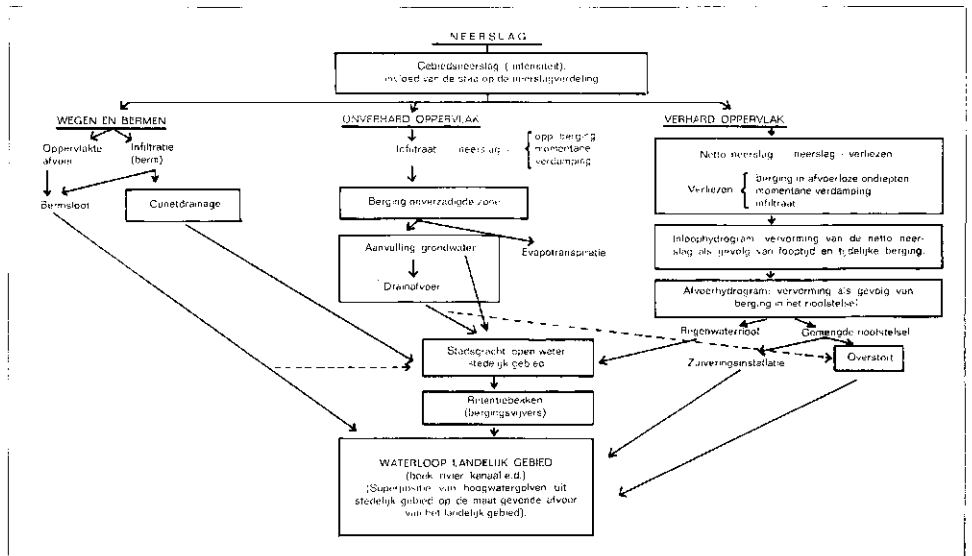 NEERSLAG
Gebiedsneerslag ( intensiteit).
invloed van de stad op de neerslagverdeling
WEGEN EN BERMEN
ONVERHARD OPPERVLAK
VERHARD OPPERVLAK
Oppervlakte
afvoer
Infiltratie
(berm)
Infiltraat neerslag -
opp. berging
momentane
verdamping
Netto neerslag neerslag - verliezen
Verliezen
berging in afvoerloze ondiepten
momentane verdamping
infiltraat
Bermsloot
Cunetdrainage
Berging onverzadigde zone
Aanvulling grondwater
Evapotranspiratie
Drainafvoer
Inloophydrogram: vervorming van de netto neer-
slag als gevolg van looptijd en tijdelijke berging.
Afvoerhydrogram: vervorming als gevolg van
berging in het rioolstelsel
Regenwaterriool
Gemengde rioolstelsel
Stadsgracht open water
stedelijk gebied
Zuiveringsinstallatie
Overstort
Retentiebekken
(bergingsvijvers)
WATERLOOP LANDELIJK GEBIED
(beek rivier kanaal e.d.)
(Superpositie van hoogwatergolven uit
stedelijk gebied op de maatgevende afvoer
van het landelijk gebied).